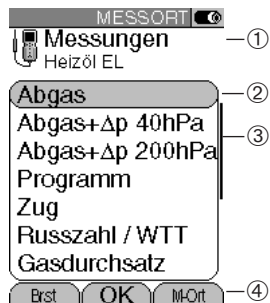 MESSORT
Messungen ①
Heizöl EL
Abgas ②
Abgas+Δp 40hPa ③
Abgas+Δp 200hPa
Programm
Zug
Russzahl / WTT
Gasdurchsatz
Brst OK M-Ort ④